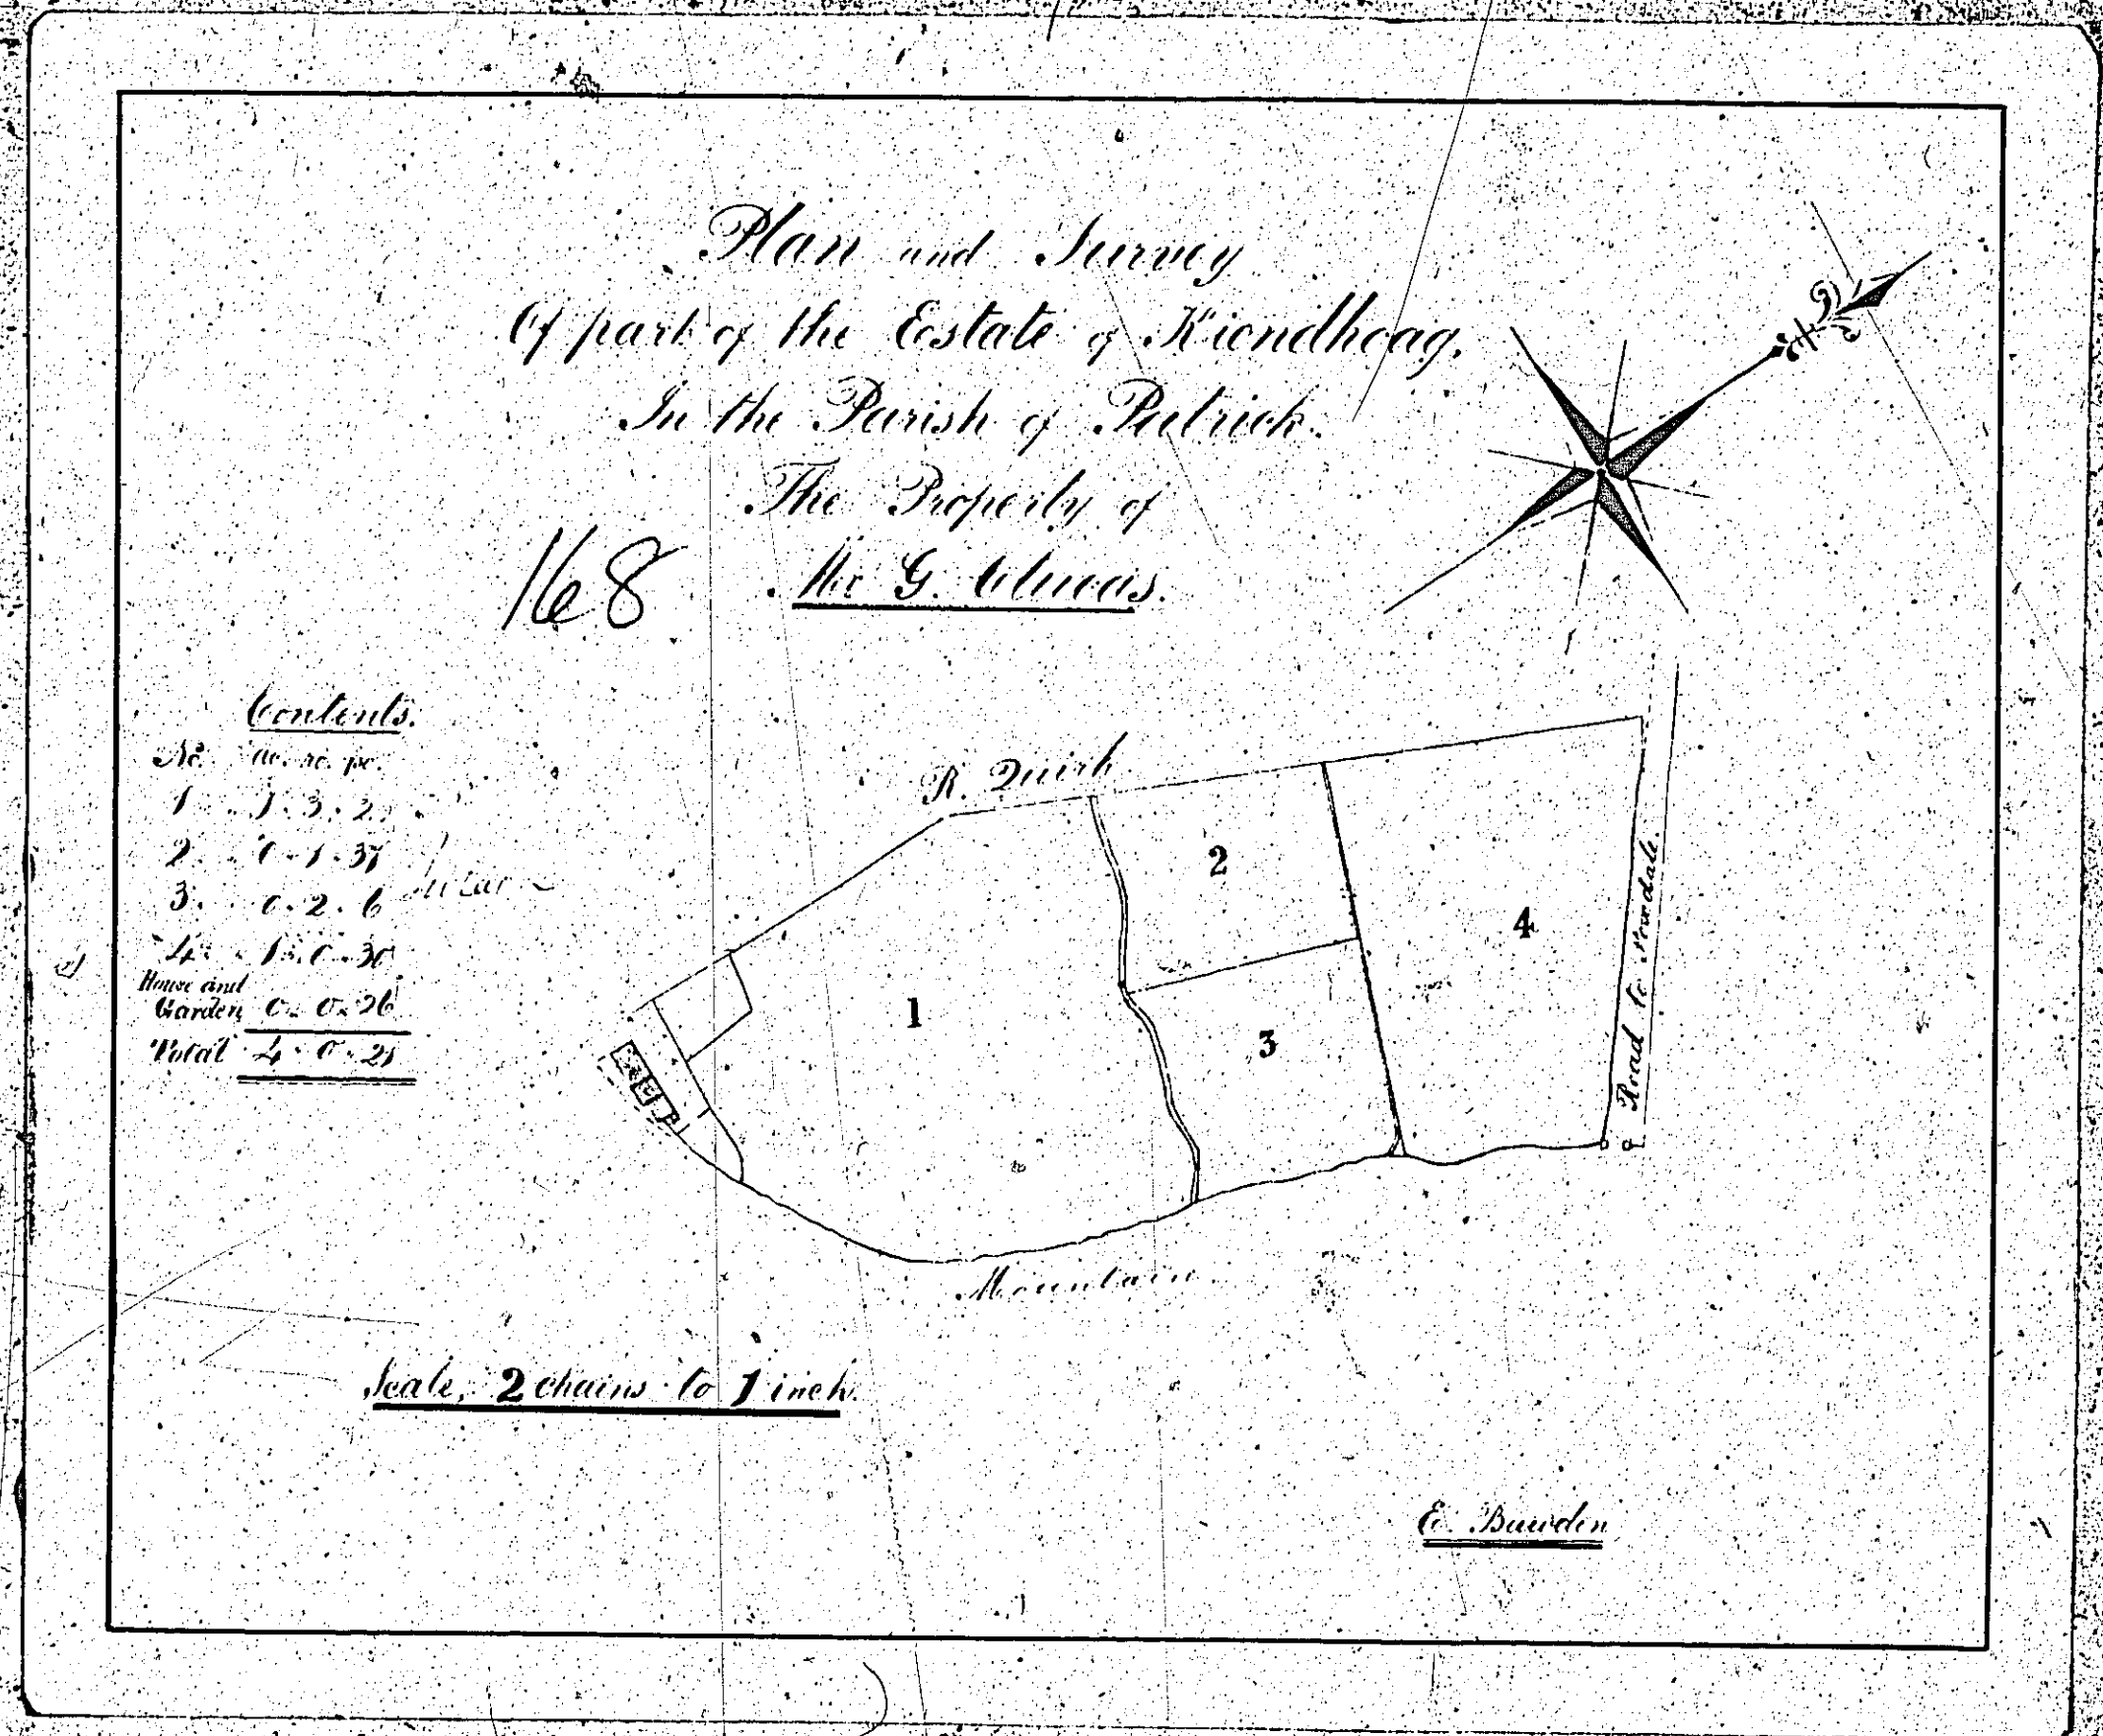 Plan and Survey
Of part of the Estate of Kiondhoag.
In the Parish of Patrick.
The Property of
168
Mr G. Clucas.
Contents.
No. ac. ro. pe.
1 . 1 . 3 . 2
2 . 0 . 1 . 37
3 . 0 . 2 . 6
4 . 1 . 0 . 30
House and
Garden 0 . 0 . 26
Total 4 . 0 . 21
R. Quirk
1
2
3
4
Road to
Mountain
Scale, 2 chains to 1 inch.
E. Bawden